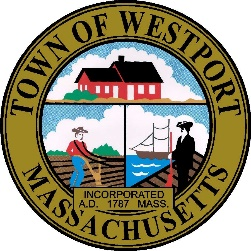 TOWN OF WESTPORT
INCORPORATED
A.D. 1787 MASS.
MASSACHUSETTS